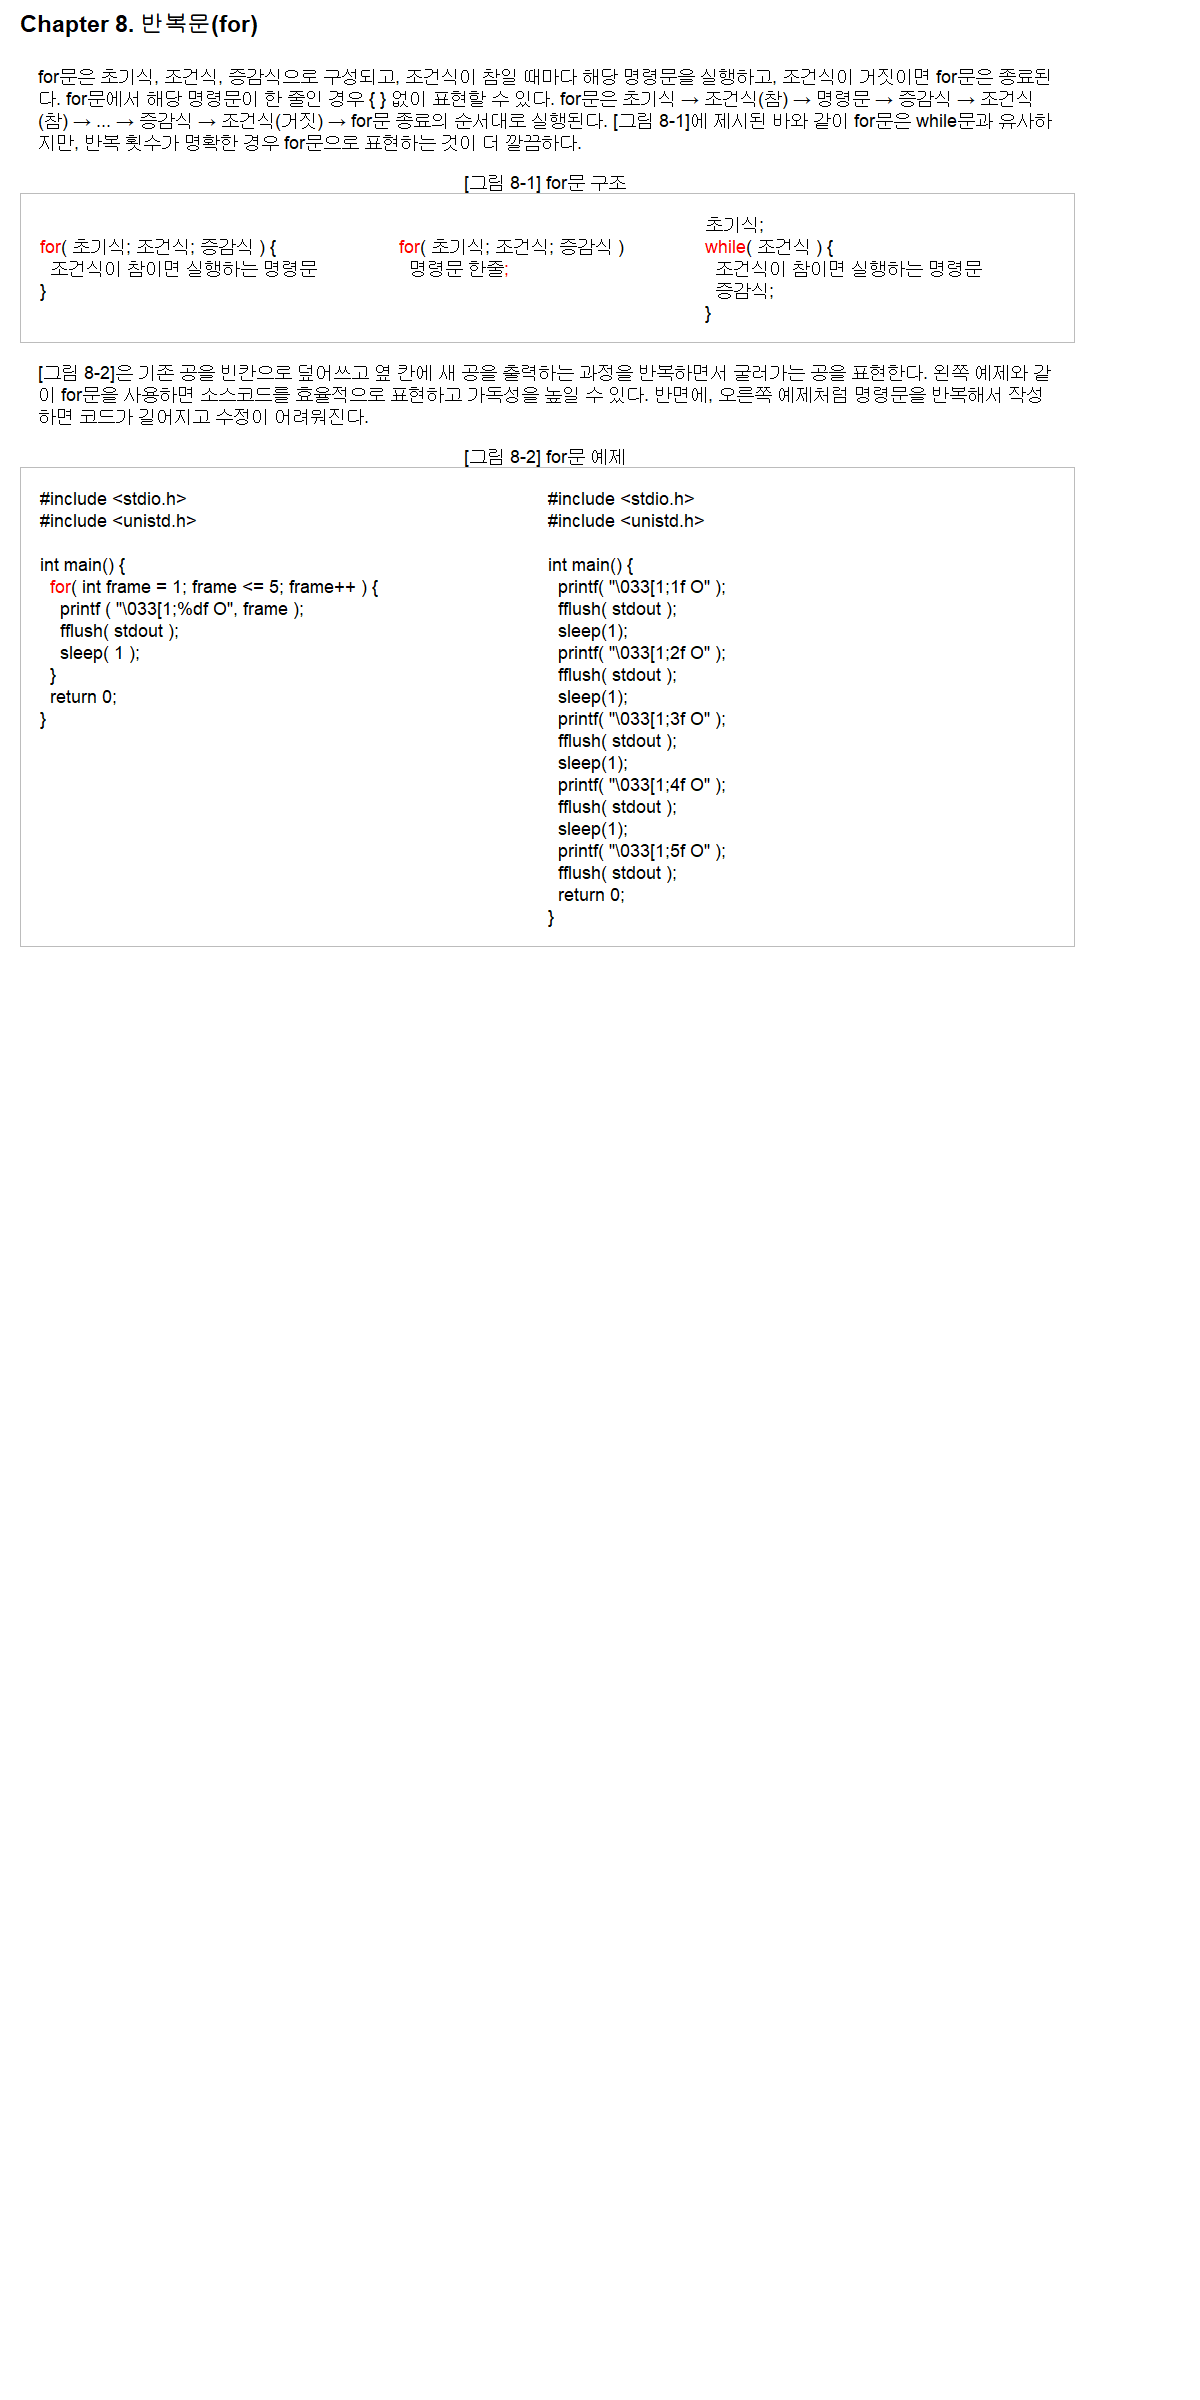 Chapter 8. 반복문(for)
for문은 초기식, 조건식, 증감식으로 구성되고, 조건식이 참일 때마다 해당 명령문을 실행하고, 조건식이 거짓이면 for문은 종료된
다. for문에서 해당 명령문이 한 줄인 경우 { } 없이 표현할 수 있다. for문은 초기식 → 조건식(참) → 명령문 → 증감식 → 조건식
(참) → ... → 증감식 → 조건식(거짓) → for문 종료의 순서대로 실행된다. [그림 8-1]에 제시된 바와 같이 for문은 while문과 유사하
지만, 반복 횟수가 명확한 경우 for문으로 표현하는 것이 더 깔끔하다.
[그림 8-1] for문 구조
for( 초기식; 조건식; 증감식 ) {
조건식이 참이면 실행하는 명령문
}
for( 초기식; 조건식; 증감식 )
명령문 한줄;
초기식;
while( 조건식 ) {
조건식이 참이면 실행하는 명령문
증감식;
}
[그림 8-2]은 기존 공을 빈칸으로 덮어쓰고 옆 칸에 새 공을 출력하는 과정을 반복하면서 굴러가는 공을 표현한다. 왼쪽 예제와 같
이 for문을 사용하면 소스코드를 효율적으로 표현하고 가독성을 높일 수 있다. 반면에, 오른쪽 예제처럼 명령문을 반복해서 작성
하면 코드가 길어지고 수정이 어려워진다.
[그림 8-2] for문 예제
#include <stdio.h>
#include <unistd.h>
int main() {
for( int frame = 1; frame <= 5; frame++ ) {
printf ( "\033[1;%df O", frame );
fflush( stdout );
sleep( 1 );
}
return 0;
}
#include <stdio.h>
#include <unistd.h>
int main() {
printf( "\033[1;1f O" );
fflush( stdout );
sleep(1);
printf( "\033[1;2f O" );
fflush( stdout );
sleep(1);
printf( "\033[1;3f O" );
fflush( stdout );
sleep(1);
printf( "\033[1;4f O" );
fflush( stdout );
sleep(1);
printf( "\033[1;5f O" );
fflush( stdout );
return 0;
}